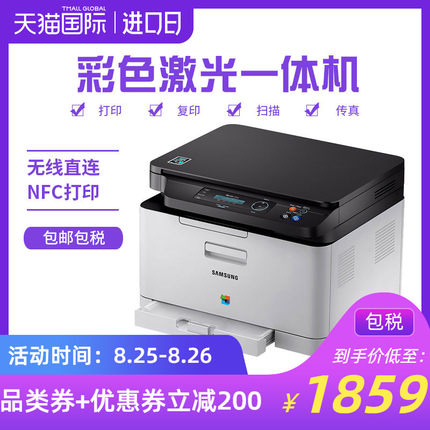 TMALL GLOBAL
天猫国际 进口日
彩色激光一体机
打印 复印 扫描 传真
无线直连
NFC打印
包邮包税
SAMSUNG
包税
活动时间：8.25-8.26
到手价低至：
品类券+优惠券立减200
￥1859